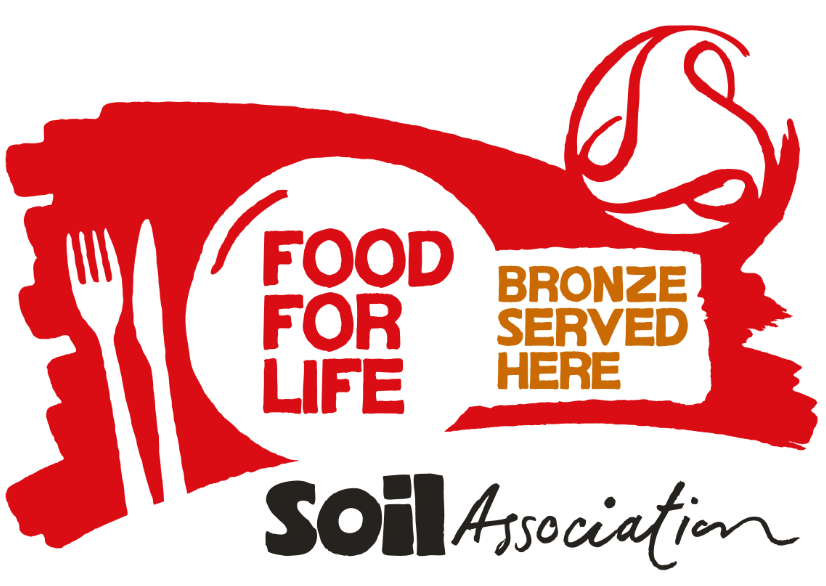 FOOD
FOR
LIFE
BRONZE
SERVED
HERE
Soil Association